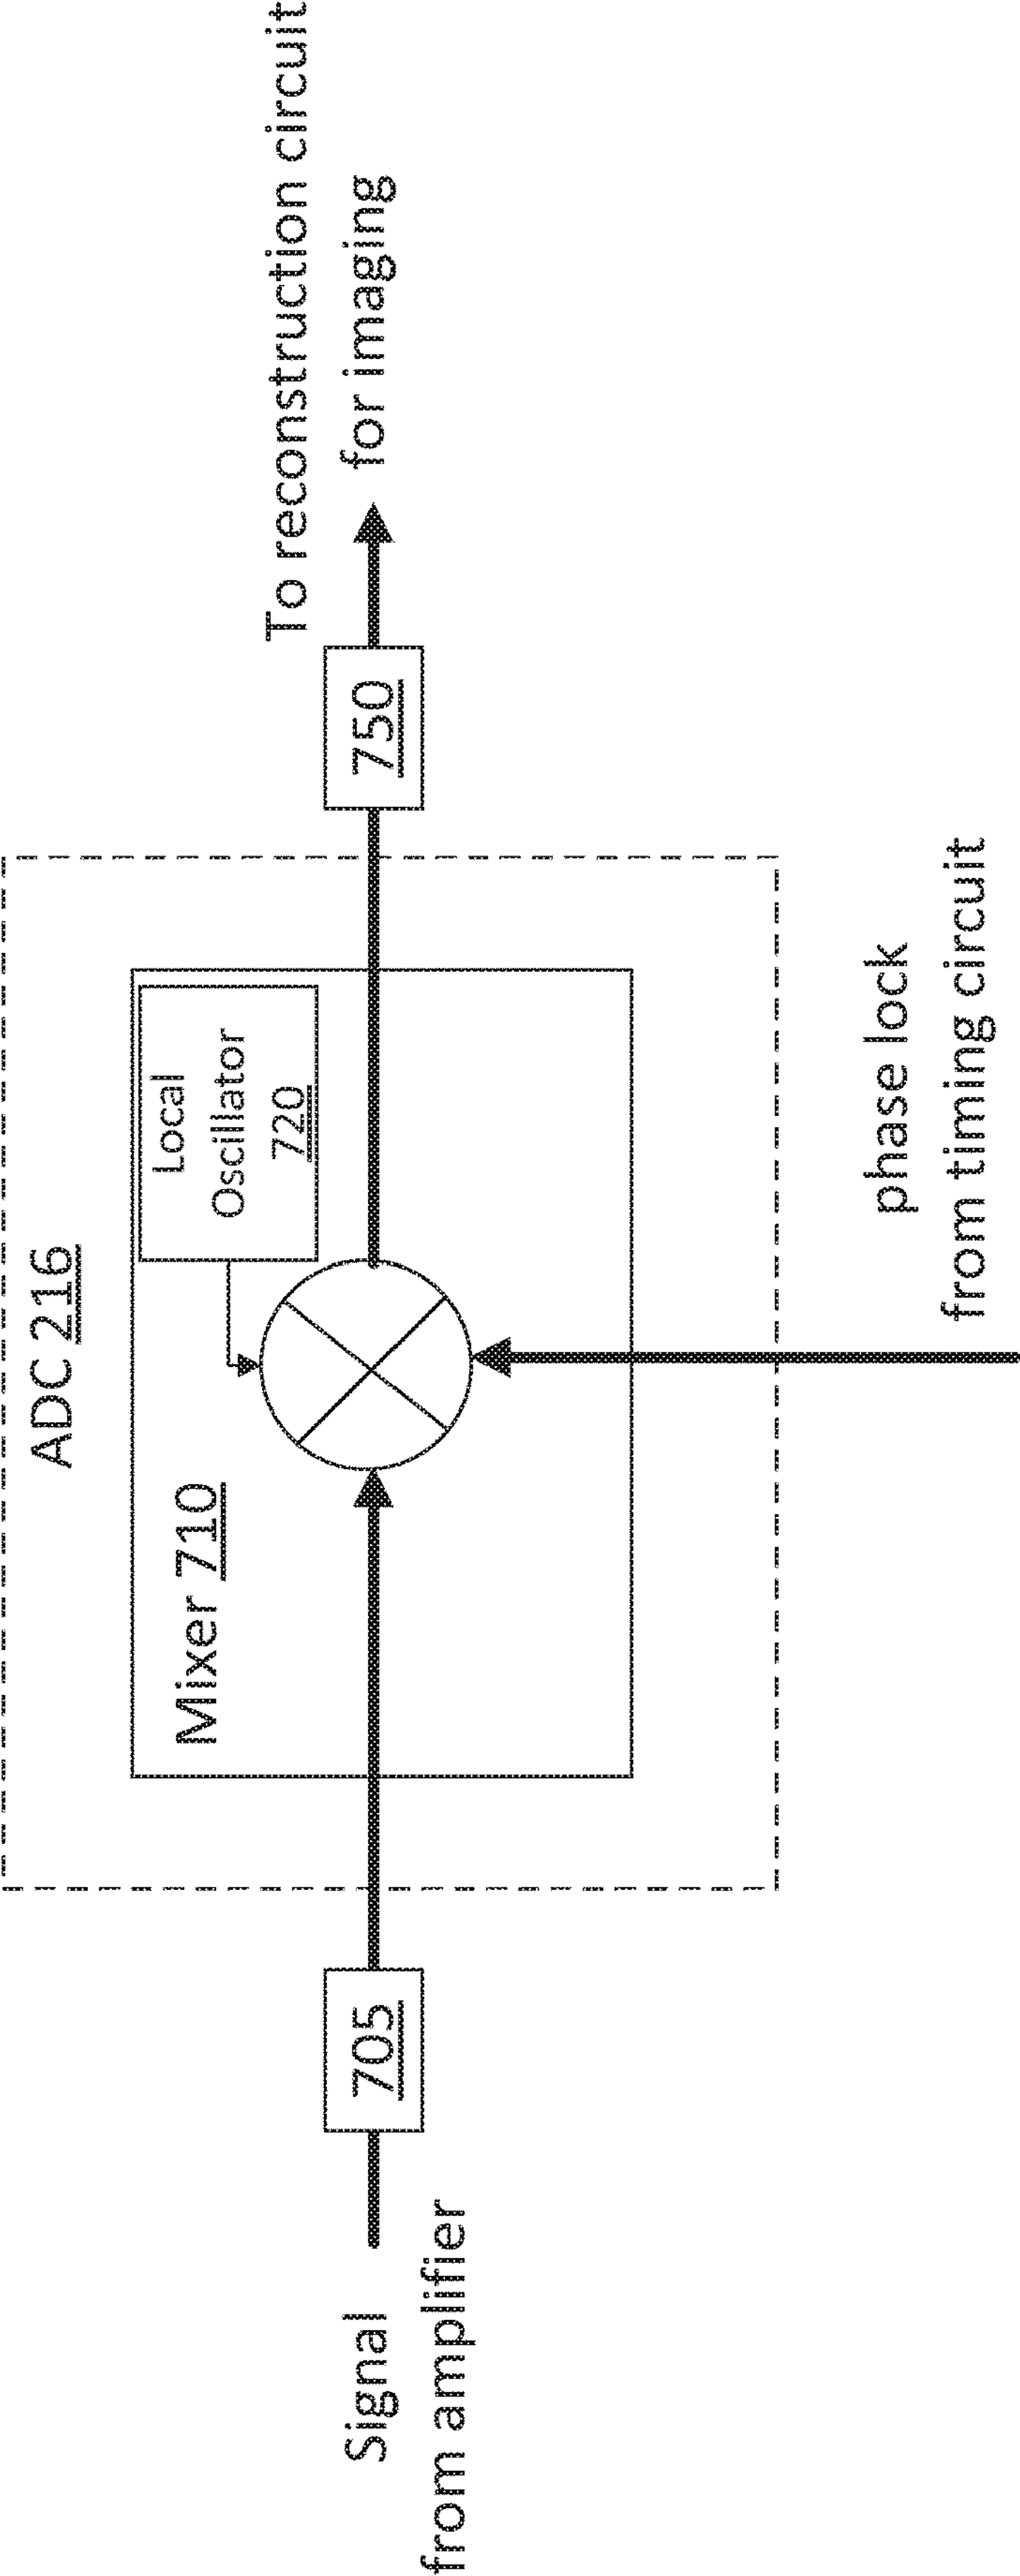 ADC 216
Mixer 710
Local
Oscillator
720
Signal
from amplifier
705
750
To reconstruction circuit
for imaging
phase lock
from timing circuit